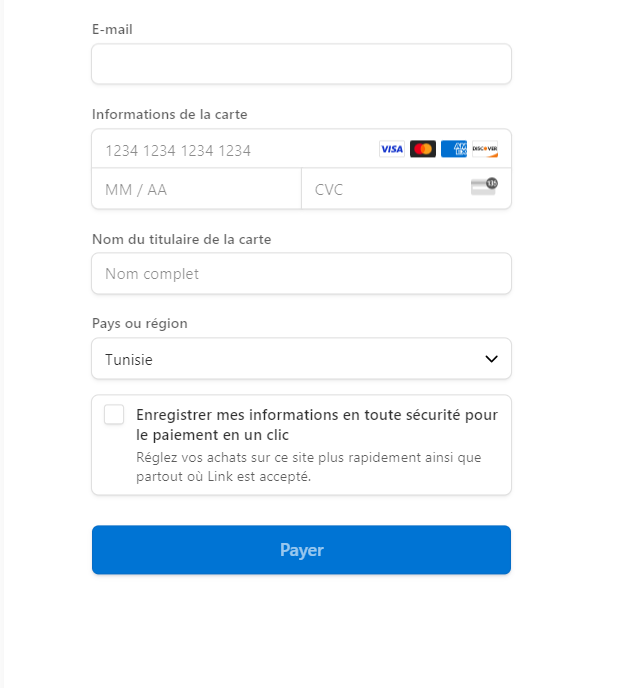 E-mail
Informations de la carte
1234 1234 1234 1234 VISA AMEX DISCOVER
MM / AA CVC 135
Nom du titulaire de la carte
Nom complet
Pays ou région
Tunisie
Enregistrer mes informations en toute sécurité pour
le paiement en un clic
Réglez vos achats sur ce site plus rapidement ainsi que
partout où Link est accepté.
Payer